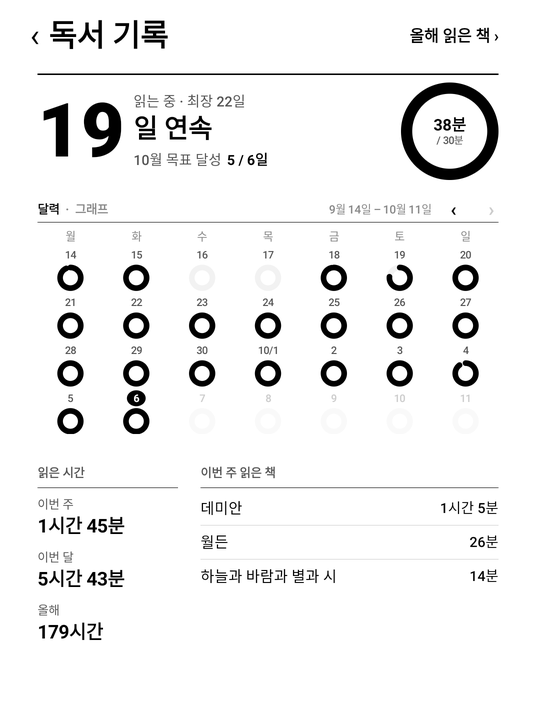 ‹ 독서 기록
올해 읽은 책 ›
19
읽는 중 · 최장 22일
일 연속
10월 목표 달성 5 / 6일
38분
/ 30분
달력 · 그래프
9월 14일 – 10월 11일 ‹ ›
월 화 수 목 금 토 일
14 15 16 17 18 19 20
21 22 23 24 25 26 27
28 29 30 10/1 2 3 4
5 6 7 8 9 10 11
읽은 시간
이번 주
1시간 45분
이번 달
5시간 43분
올해
179시간
이번 주 읽은 책
데미안 1시간 5분
월든 26분
하늘과 바람과 별과 시 14분